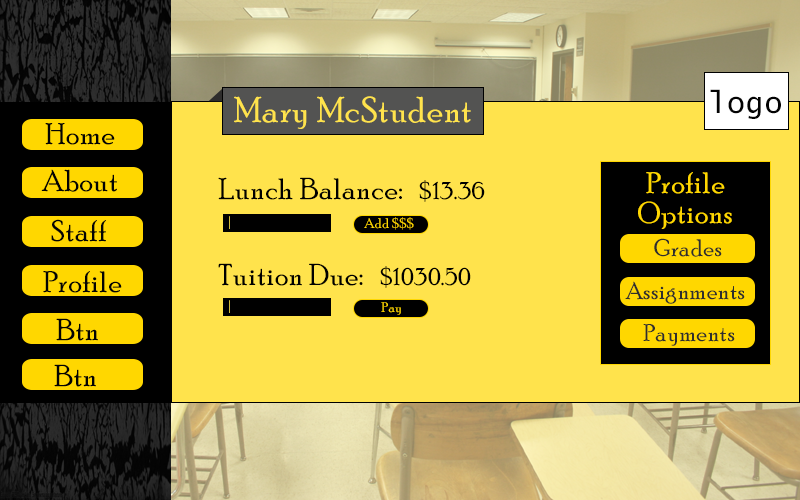 Mary McStudent
logo
Home
About
Staff
Profile
Btn
Btn
Lunch Balance: $13.36
Add $$$
Tuition Due: $1030.50
Pay
Profile
Options
Grades
Assignments
Payments